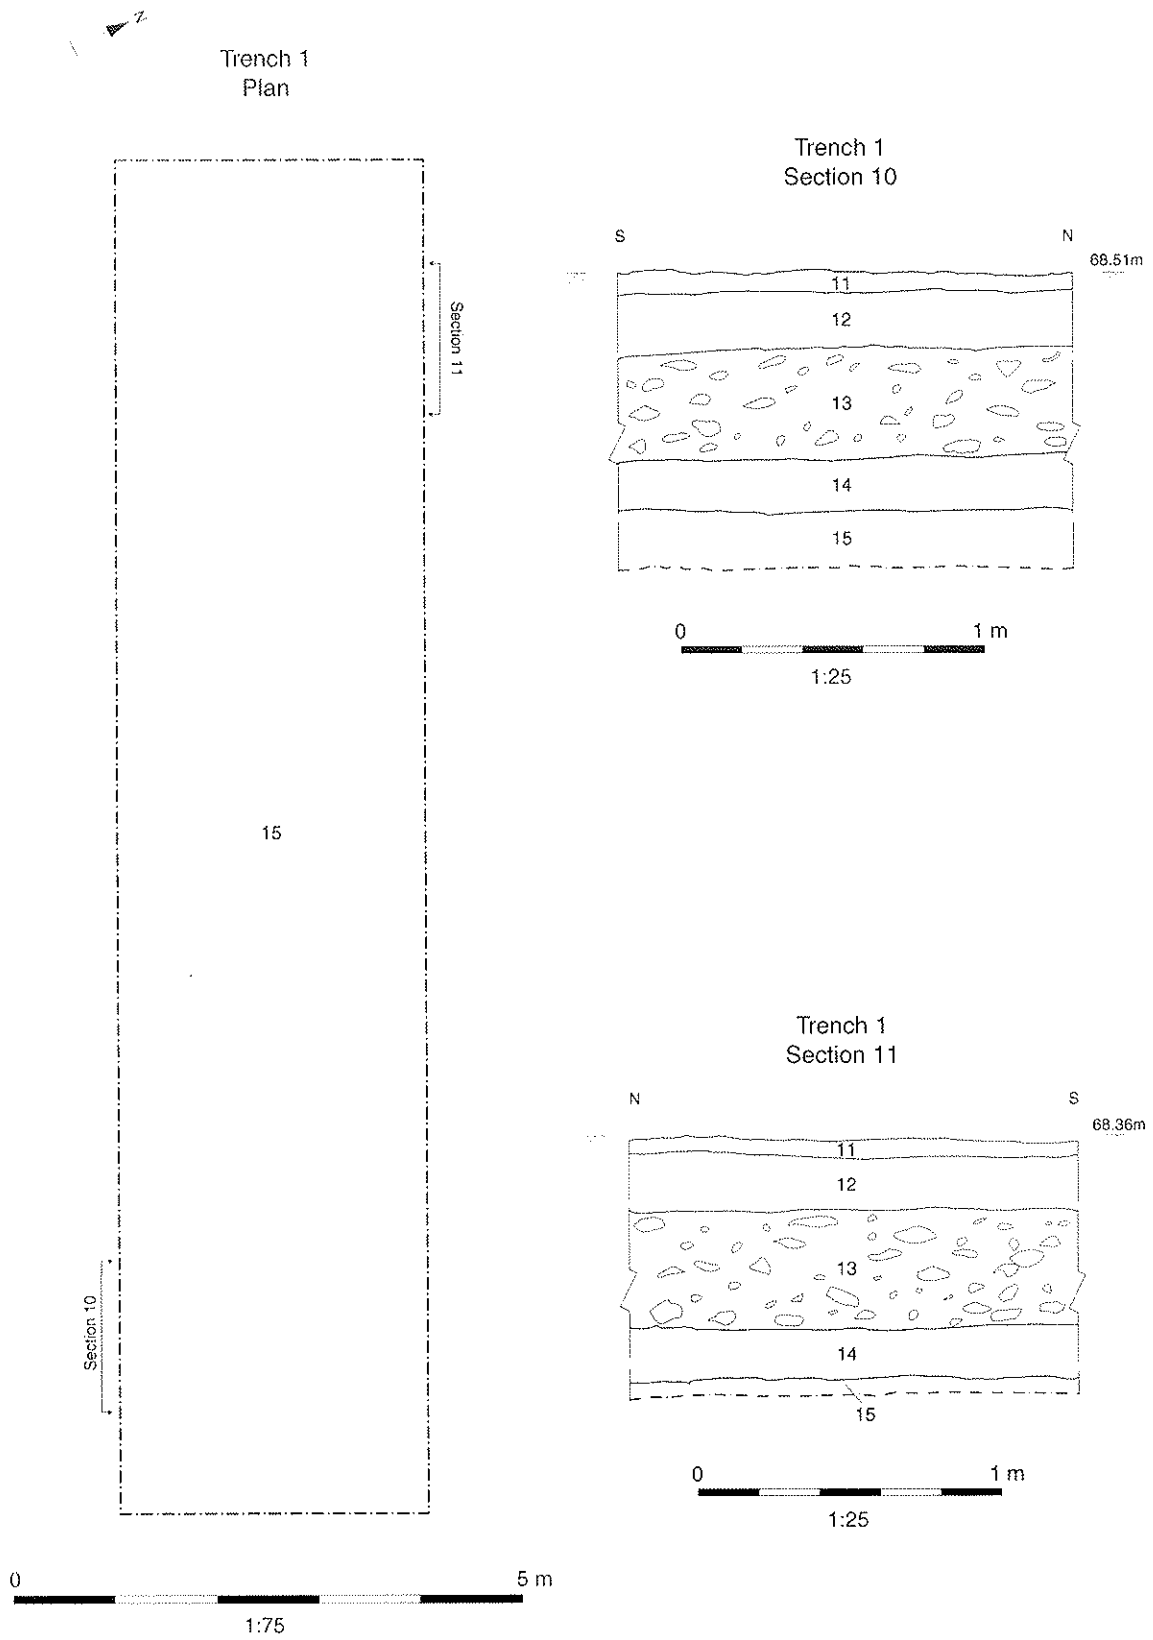 N
Trench 1
Plan
Section 11
15
Section 10
0 5 m
1:75
Trench 1
Section 10
S N
68.51m
11
12
13
14
15
0 1 m
1:25
Trench 1
Section 11
N S
68.36m
11
12
13
14
15
0 1 m
1:25